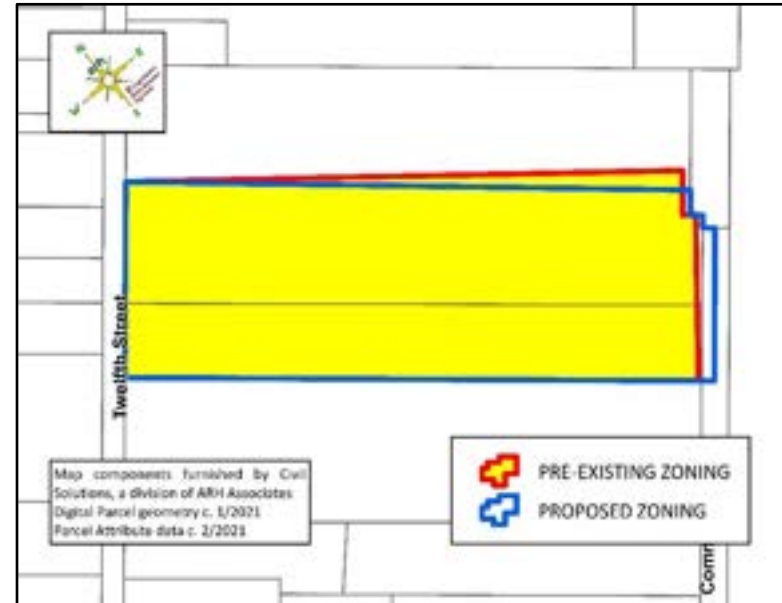 Twelfth Street
Map components furnished by Civil
Solutions, a division of ARH Associates
Digital Parcel geometry c. 1/2021
Parcel Attribute data c. 2/2021
PRE-EXISTING ZONING
PROPOSED ZONING
Comm